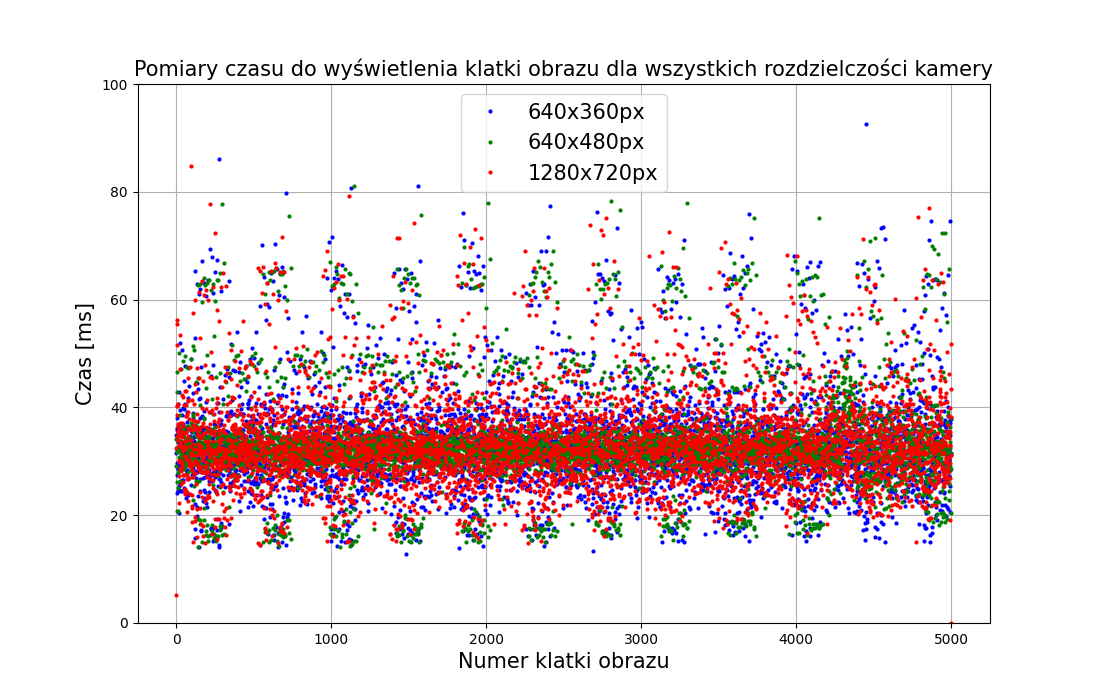 Pomiary czasu do wyświetlenia klatki obrazu dla wszystkich rozdzielczości kamery
100
80
60
40
20
0
Czas [ms]
640x360px
640x480px
1280x720px
0 1000 2000 3000 4000 5000
Numer klatki obrazu